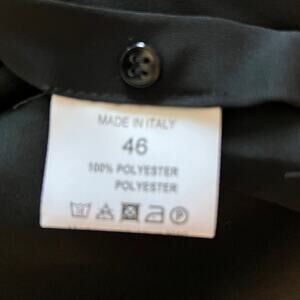 MADE IN ITALY
46
100% POLYESTER
POLYESTER